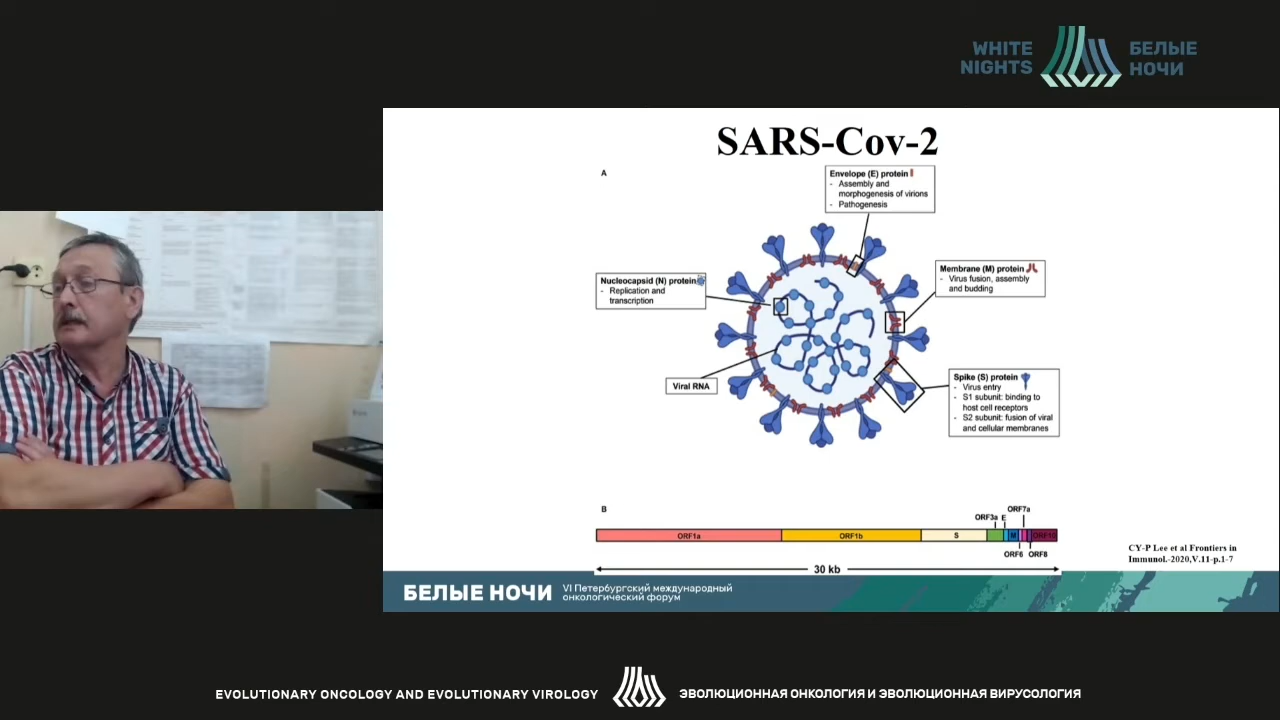 WHITE
NIGHTS
БЕЛЫЕ
НОЧИ
SARS-Cov-2
A
Envelope (E) protein
- Assembly and
morphogenesis of virions
- Pathogenesis
Nucleocapsid (N) protein
- Replication and
transcription
Membrane (M) protein
- Virus fusion, assembly
and budding
Viral RNA
Spike (S) protein
- Virus entry
- S1 subunit: binding to
host cell receptors
- S2 subunit: fusion of viral
and cellular membranes
B
ORF7a
ORF3a E
ORF1a ORF1b S M ORF10
ORF6 ORF8
30 kb
CY-P Lee et al Frontiers in
Immunol.-2020,V.11-p.1-7
БЕЛЫЕ НОЧИ
VI Петербургский международный
онкологический форум
EVOLUTIONARY ONCOLOGY AND EVOLUTIONARY VIROLOGY
ЭВОЛЮЦИОННАЯ ОНКОЛОГИЯ И ЭВОЛЮЦИОННАЯ ВИРУСОЛОГИЯ